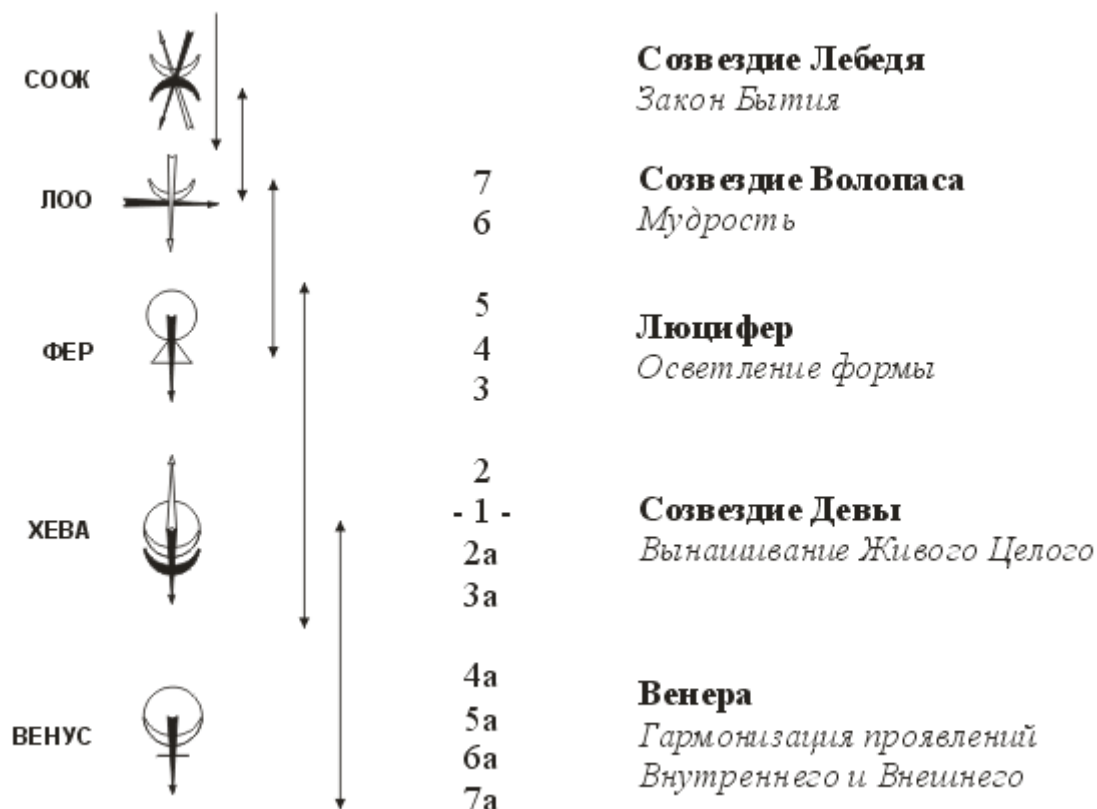 СООК
Созвездие Лебедя
Закон Бытия
ЛОО
7
6
Созвездие Волопаса
Мудрость
ФЕР
5
4
3
Люцифер
Осветление формы
ХЕВА
2
- 1 -
2а
3а
Созвездие Девы
Вынашивание Живого Целого
ВЕНУС
4а
5а
6а
7а
Венера
Гармонизация проявлений
Внутреннего и Внешнего